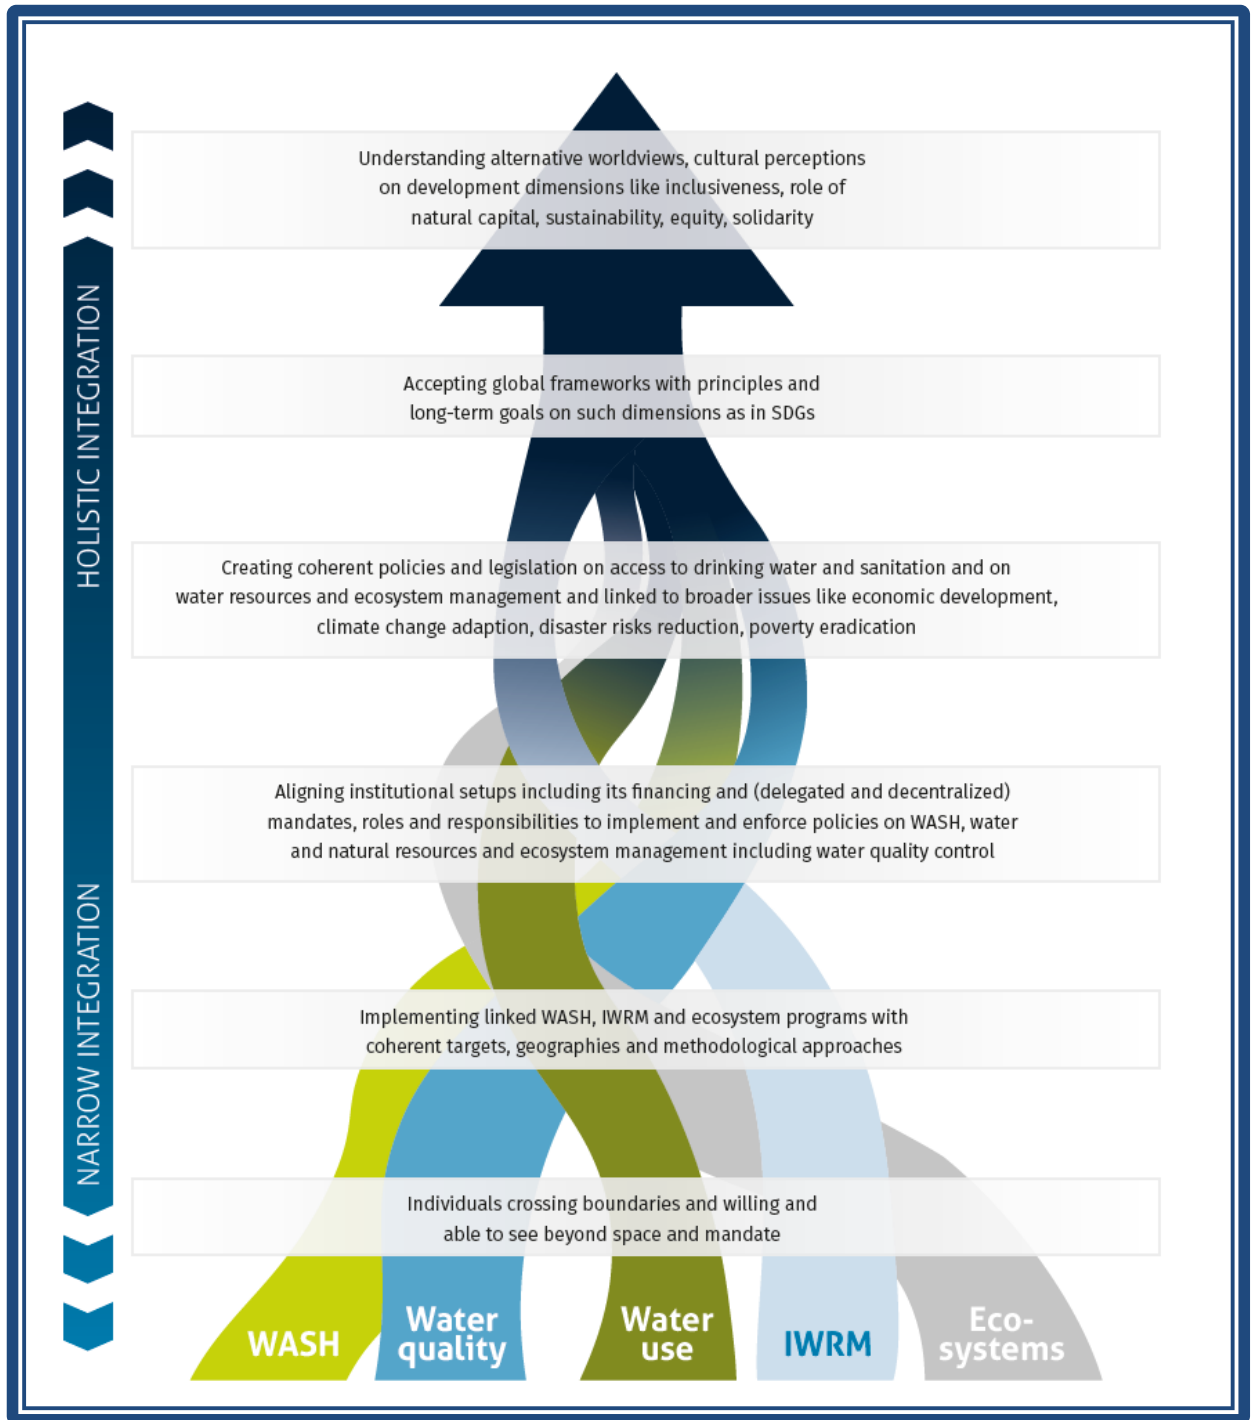 Understanding alternative worldviews, cultural perceptions
on development dimensions like inclusiveness, role of
natural capital, sustainability, equity, solidarity
HOLISTIC INTEGRATION
Accepting global frameworks with principles and
long-term goals on such dimensions as in SDGs
Creating coherent policies and legislation on access to drinking water and sanitation and on
water resources and ecosystem management and linked to broader issues like economic development,
climate change adaption, disaster risks reduction, poverty eradication
Aligning institutional setups including its financing and (delegated and decentralized)
mandates, roles and responsibilities to implement and enforce policies on WASH, water
and natural resources and ecosystem management including water quality control
NARROW INTEGRATION
Implementing linked WASH, IWRM and ecosystem programs with
coherent targets, geographies and methodological approaches
Individuals crossing boundaries and willing and
able to see beyond space and mandate
WASH
Water
quality
Water
use
IWRM
Eco-
systems